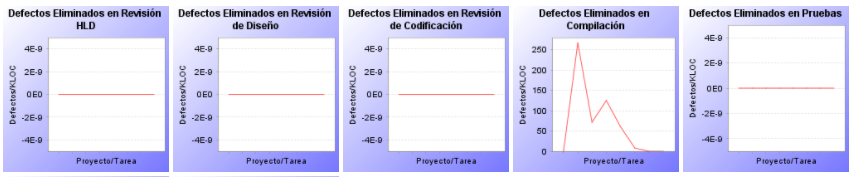 Defectos Eliminados en Revisión
HLD
4E-9
2E-9
0E0
-2E-9
-4E-9
Defectos/KLOC
Proyecto/Tarea
Defectos Eliminados en Revisión
de Diseño
4E-9
2E-9
0E0
-2E-9
-4E-9
Defectos/KLOC
Proyecto/Tarea
Defectos Eliminados en Revisión
de Codificación
4E-9
2E-9
0E0
-2E-9
-4E-9
Defectos/KLOC
Proyecto/Tarea
Defectos Eliminados en
Compilación
250
200
150
100
50
0
Defectos/KLOC
Proyecto/Tarea
Defectos Eliminados en Pruebas
4E-9
2E-9
0E0
-2E-9
-4E-9
Defectos/KLOC
Proyecto/Tarea